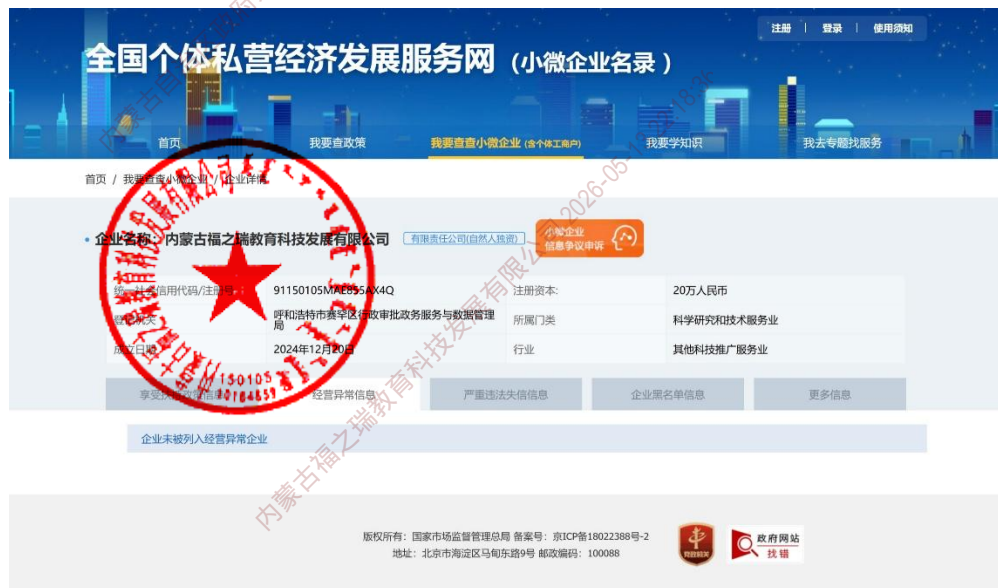 注册 | 登录 | 使用须知
全国个体私营经济发展服务网（小微企业名录）
首页 我要查政策 我要查查小微企业（含个体工商户） 我要学知识 我去专题找服务
首页 / 我要查查小微企业 / 企业详情
企业名称：内蒙古福之瑞教育科技发展有限公司 有限责任公司(自然人独资) 小微企业
信息争议申诉
统一社会信用代码/注册号: 91150105MAE855AX4Q 注册资本: 20万人民币
登记机关 呼和浩特市赛罕区行政审批政务服务与数据管理
局 所属门类 科学研究和技术服务业
成立日期 2024年12月20日 行业 其他科技推广服务业
享受扶持政策信息 经营异常信息 严重违法失信信息 企业黑名单信息 更多信息
企业未被列入经营异常企业
版权所有：国家市场监督管理总局 备案号：京ICP备18022388号-2
地址：北京市海淀区马甸东路9号 邮政编码：100088
党政机关
政府网站
找错
内蒙古福之瑞教育科技发展有限公司